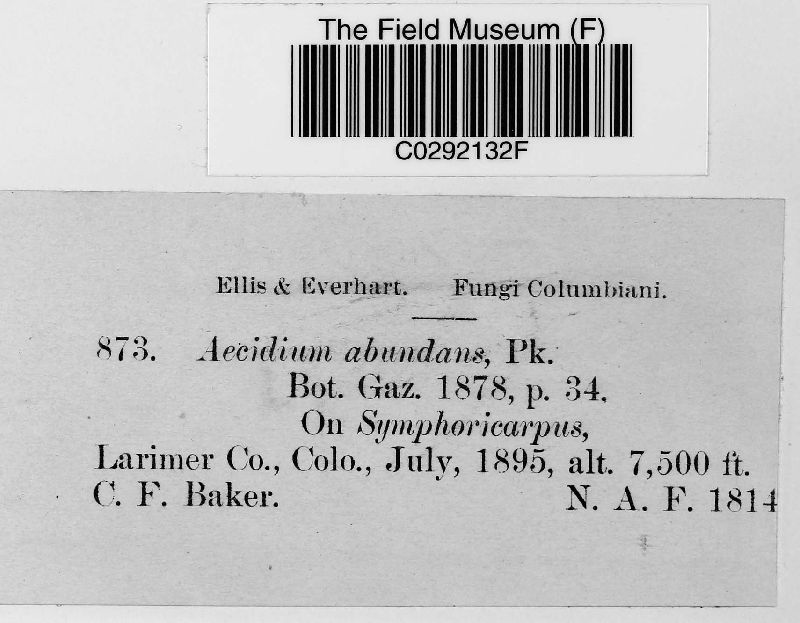 The Field Museum (F)
C0292132F
Ellis & Everhart. Fungi Columbiani.
873. Aecidium abundans, Pk.
Bot. Gaz. 1878, p. 34.
On Symphoricarpus,
Larimer Co., Colo., July, 1895, alt. 7,500 ft.
C. F. Baker. N. A. F. 1814